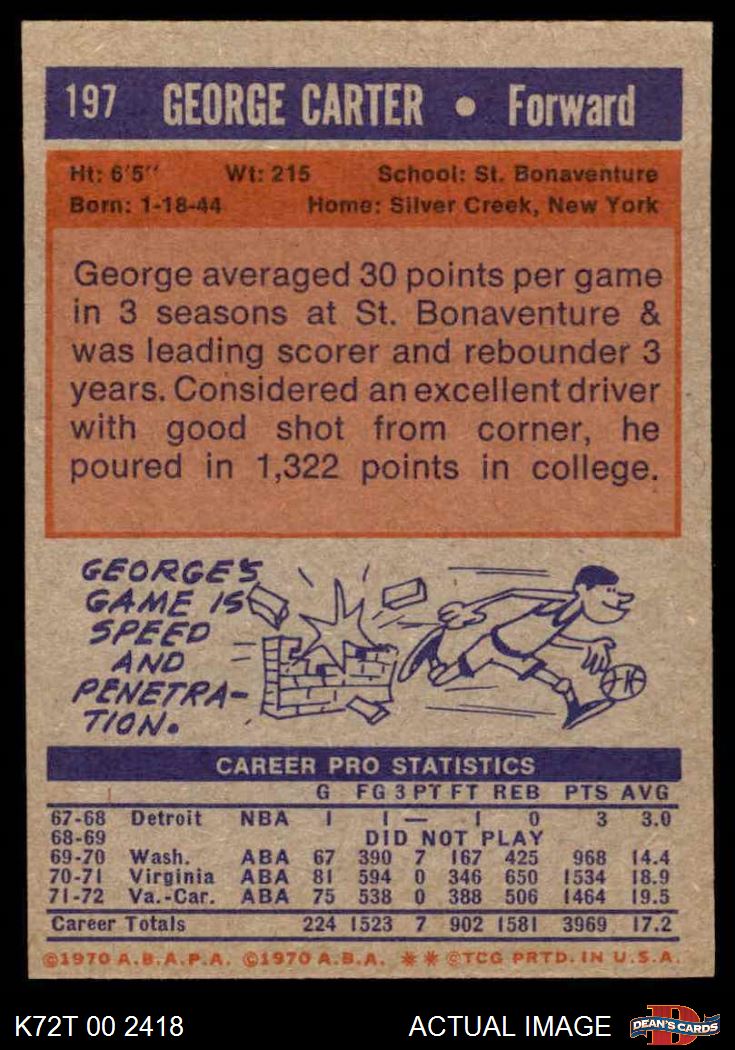 197 GEORGE CARTER • Forward
Ht: 6'5" Wt: 215 School: St. Bonaventure
Born: 1-18-44 Home: Silver Creek, New York
George averaged 30 points per game
in 3 seasons at St. Bonaventure &
was leading scorer and rebounder 3
years. Considered an excellent driver
with good shot from corner, he
poured in 1,322 points in college.
GEORGE'S
GAME IS
SPEED
AND
PENETRA-
TION.
CAREER PRO STATISTICS
G FG 3 PT FT REB PTS AVG
67-68 Detroit NBA 1 1 — 1 0 3 3.0
68-69 DID NOT PLAY
69-70 Wash. ABA 67 390 7 167 425 968 14.4
70-71 Virginia ABA 81 594 0 346 650 1534 18.9
71-72 Va.-Car. ABA 75 538 0 388 506 1464 19.5
Career Totals 224 1523 7 902 1581 3969 17.2
©1970 A.B.A.P.A. ©1970 A.B.A. ** ©TCG PRTD. IN U.S.A.
K72T 00 2418 ACTUAL IMAGE DEAN'S CARDS